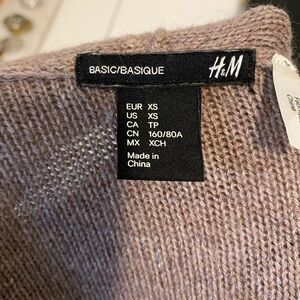 BASIC/BASIQUE H&M
EUR XS
US XS
CA TP
CN 160/80A
MX XCH
Made in
China